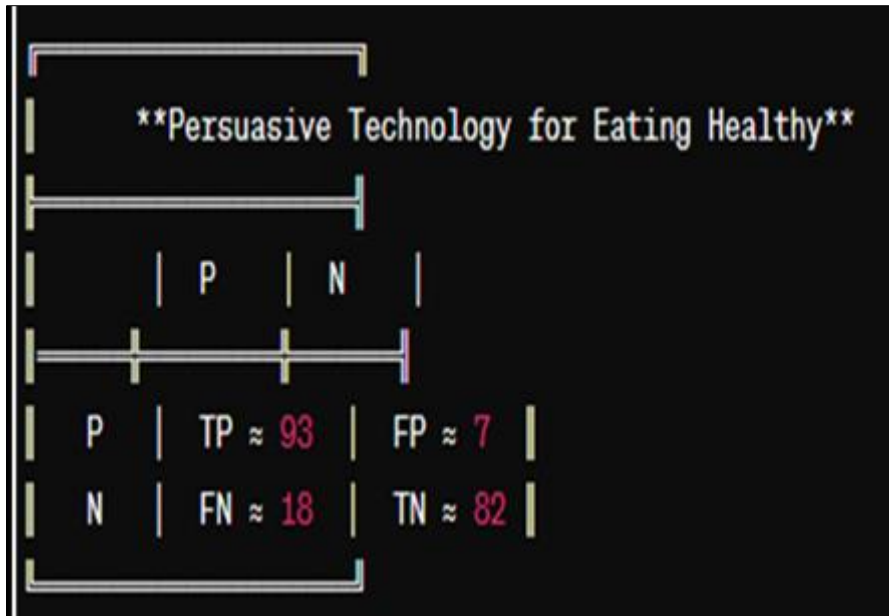 **Persuasive Technology for Eating Healthy**
| P | N |
P | TP ≈ 93 | FP ≈ 7
N | FN ≈ 18 | TN ≈ 82